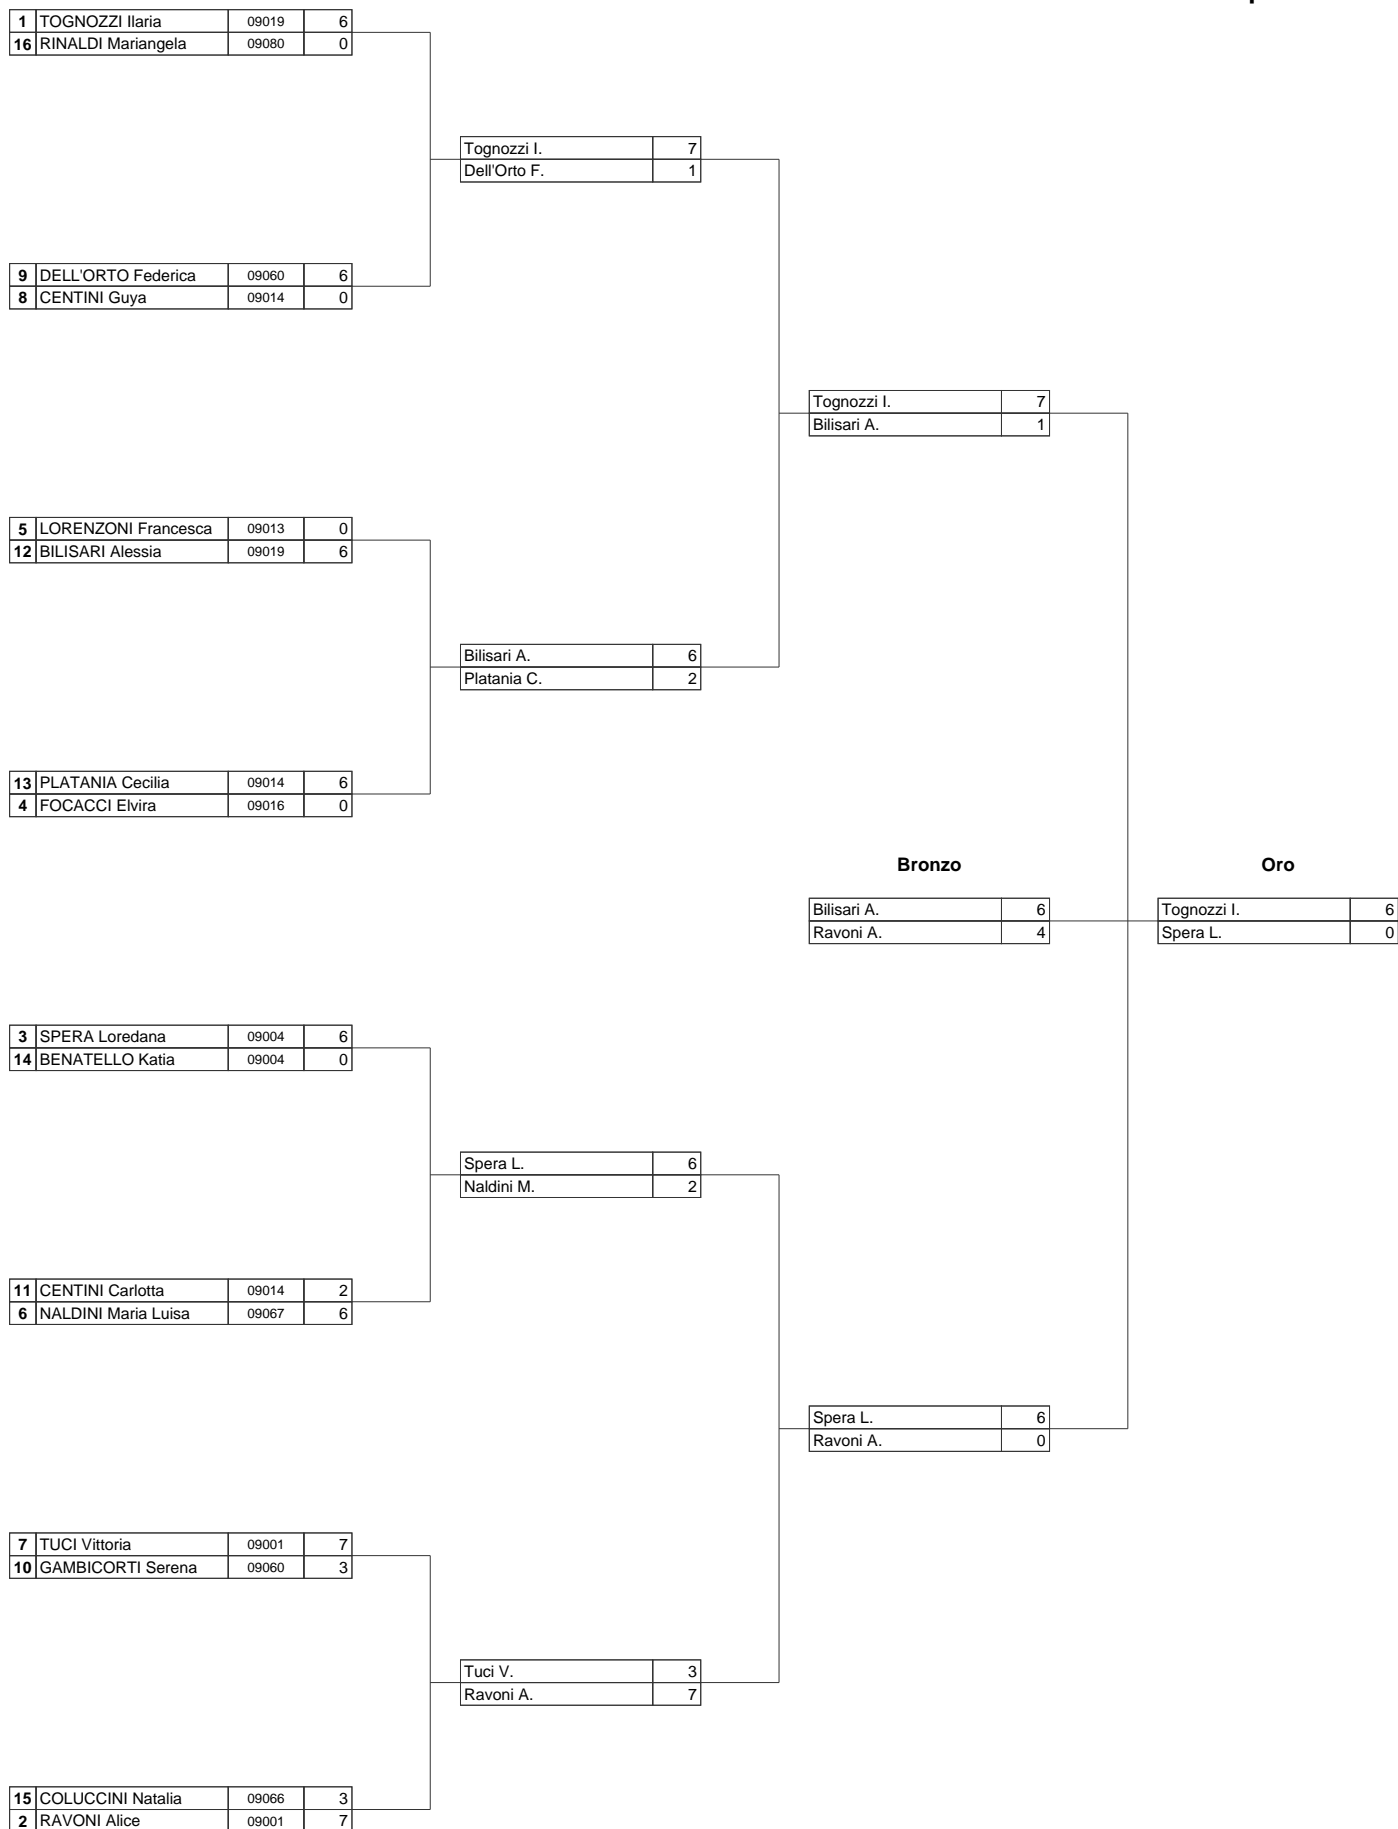 1 TOGNOZZI Ilaria 09019 6
16 RINALDI Mariangela 09080 0
Tognozzi I. 7
Dell'Orto F. 1
9 DELL'ORTO Federica 09060 6
8 CENTINI Guya 09014 0
Tognozzi I. 7
Bilisari A. 1
5 LORENZONI Francesca 09013 0
12 BILISARI Alessia 09019 6
Bilisari A. 6
Platania C. 2
13 PLATANIA Cecilia 09014 6
4 FOCACCI Elvira 09016 0
Bronzo Oro
Bilisari A. 6 Tognozzi I. 6
Ravoni A. 4 Spera L. 0
3 SPERA Loredana 09004 6
14 BENATELLO Katia 09004 0
Spera L. 6
Naldini M. 2
11 CENTINI Carlotta 09014 2
6 NALDINI Maria Luisa 09067 6
Spera L. 6
Ravoni A. 0
7 TUCI Vittoria 09001 7
10 GAMBICORTI Serena 09060 3
Tuci V. 3
Ravoni A. 7
15 COLUCCINI Natalia 09066 3
2 RAVONI Alice 09001 7